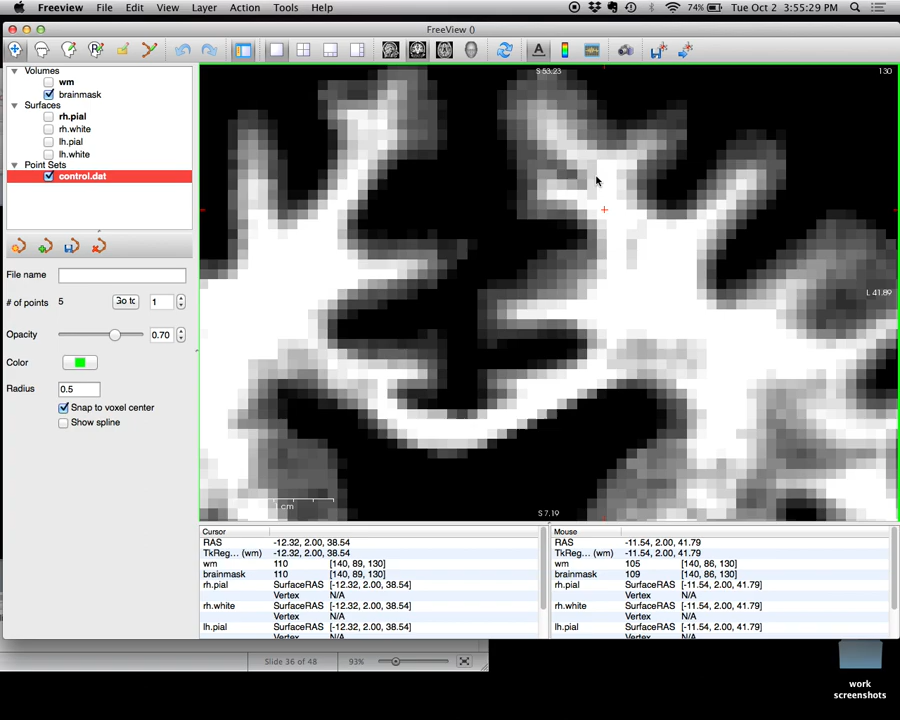 Freeview File Edit View Layer Action Tools Help 74% Tue Oct 2 3:55:29 PM
FreeView ()
Volumes
wm
brainmask
Surfaces
rh.pial
rh.white
lh.pial
lh.white
Point Sets
control.dat
File name
# of points 5 Go to 1
Opacity 0.70
Color
Radius 0.5
Snap to voxel center
Show spline
S 53.23 130
L 41.89
1 cm
S 7.19
Cursor
RAS -12.32, 2.00, 38.54
TkReg... (wm) -12.32, 2.00, 38.54
wm 110 [140, 89, 130]
brainmask 110 [140, 89, 130]
rh.pial SurfaceRAS [-12.32, 2.00, 38.54]
Vertex N/A
rh.white SurfaceRAS [-12.32, 2.00, 38.54]
Vertex N/A
lh.pial SurfaceRAS [-12.32, 2.00, 38.54]
Vertex N/A
Mouse
RAS -11.54, 2.00, 41.79
TkReg... (wm) -11.54, 2.00, 41.79
wm 105 [140, 86, 130]
brainmask 109 [140, 86, 130]
rh.pial SurfaceRAS [-11.54, 2.00, 41.79]
Vertex N/A
rh.white SurfaceRAS [-11.54, 2.00, 41.79]
Vertex N/A
lh.pial SurfaceRAS [-11.54, 2.00, 41.79]
Vertex N/A
Slide 36 of 48 93%
work
screenshots